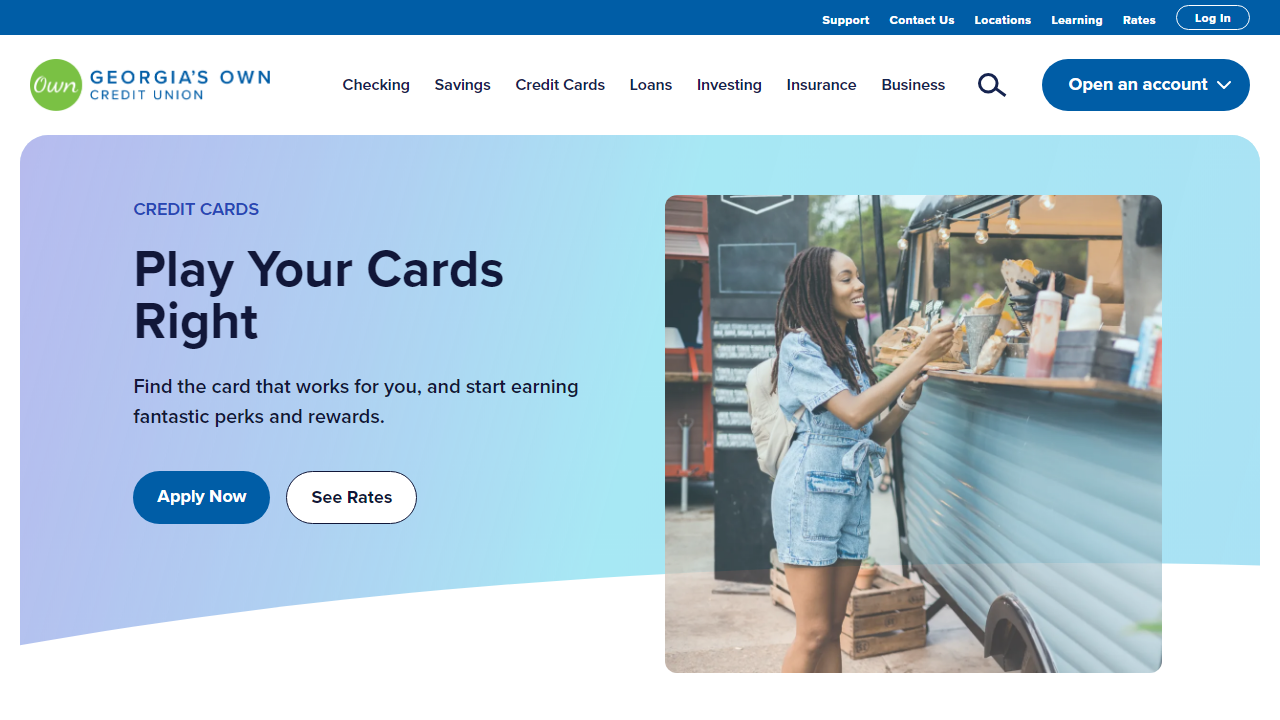 Support Contact Us Locations Learning Rates Log In
Own GEORGIA'S OWN
CREDIT UNION
Checking Savings Credit Cards Loans Investing Insurance Business Open an account
CREDIT CARDS
Play Your Cards
Right
Find the card that works for you, and start earning
fantastic perks and rewards.
Apply Now See Rates